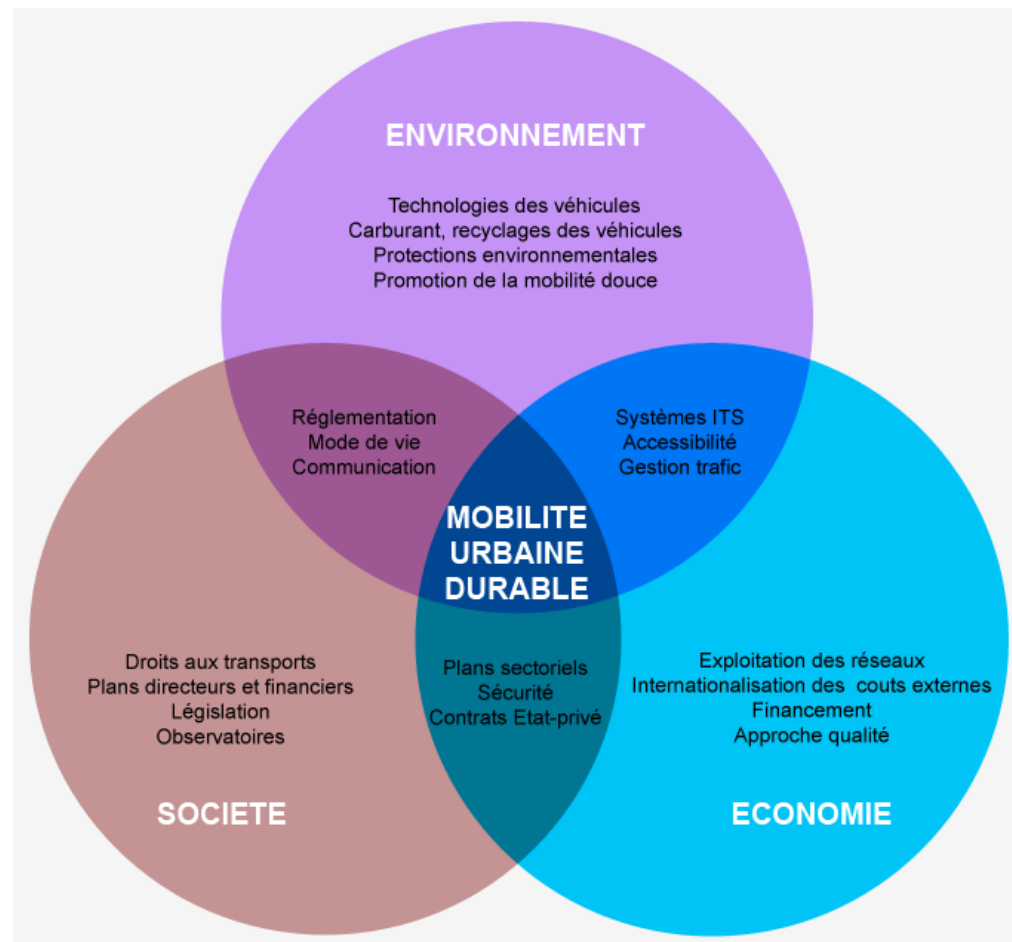 ENVIRONNEMENT
Technologies des véhicules
Carburant, recyclages des véhicules
Protections environnementales
Promotion de la mobilité douce
Réglementation
Mode de vie
Communication
Systèmes ITS
Accessibilité
Gestion trafic
MOBILITE
URBAINE
DURABLE
Droits aux transports
Plans directeurs et financiers
Législation
Observatoires
Plans sectoriels
Sécurité
Contrats Etat-privé
Exploitation des réseaux
Internationalisation des couts externes
Financement
Approche qualité
SOCIETE
ECONOMIE